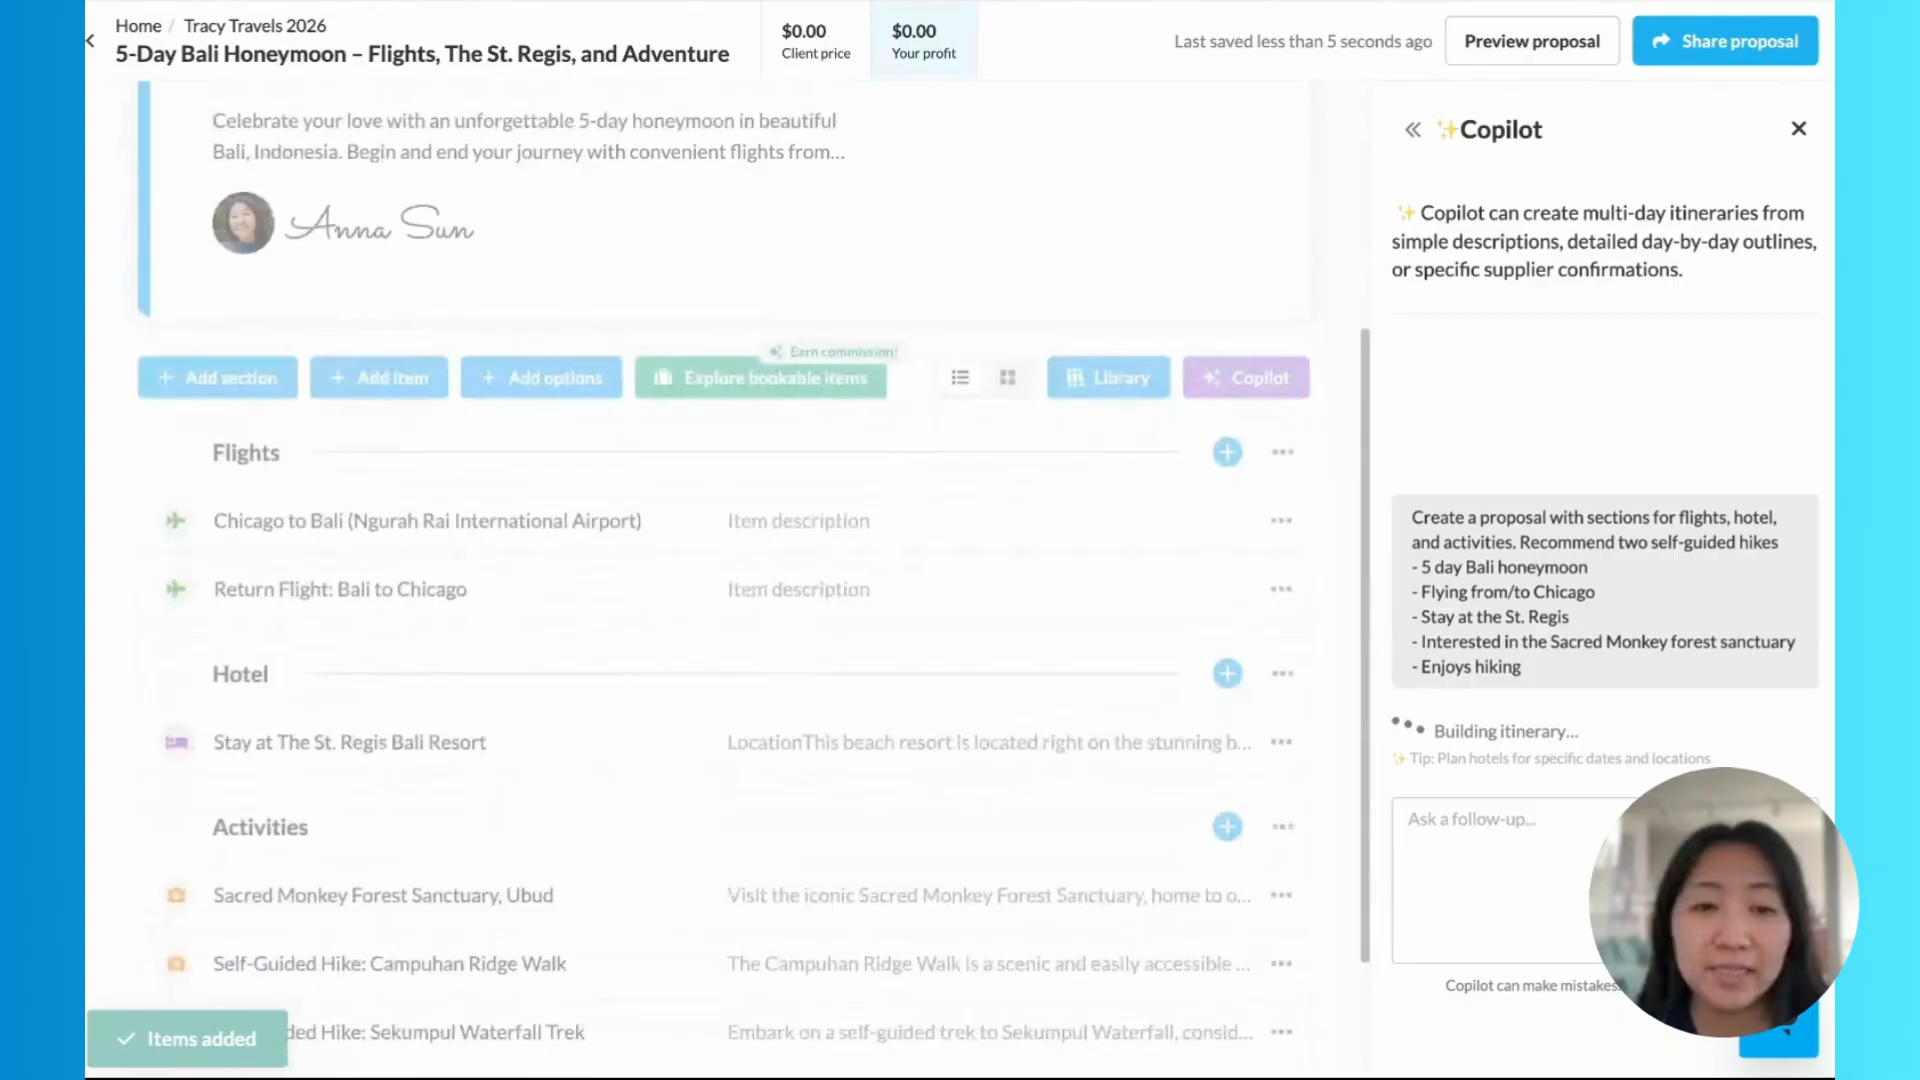 Home / Tracy Travels 2026
5-Day Bali Honeymoon – Flights, The St. Regis, and Adventure
$0.00
Client price
$0.00
Your profit
Last saved less than 5 seconds ago
Preview proposal
Share proposal
Celebrate your love with an unforgettable 5-day honeymoon in beautiful
Bali, Indonesia. Begin and end your journey with convenient flights from...
Anna Sun
Earn commission!
+ Add section
+ Add item
+ Add options
Explore bookable items
Library
Copilot
Flights
Chicago to Bali (Ngurah Rai International Airport)
Item description
Return Flight: Bali to Chicago
Item description
Hotel
Stay at The St. Regis Bali Resort
LocationThis beach resort is located right on the stunning b...
Activities
Sacred Monkey Forest Sanctuary, Ubud
Visit the iconic Sacred Monkey Forest Sanctuary, home to o...
Self-Guided Hike: Campuhan Ridge Walk
The Campuhan Ridge Walk is a scenic and easily accessible ...
ded Hike: Sekumpul Waterfall Trek
Embark on a self-guided trek to Sekumpul Waterfall, consid...
Items added
Copilot
Copilot can create multi-day itineraries from
simple descriptions, detailed day-by-day outlines,
or specific supplier confirmations.
Create a proposal with sections for flights, hotel,
and activities. Recommend two self-guided hikes
- 5 day Bali honeymoon
- Flying from/to Chicago
- Stay at the St. Regis
- Interested in the Sacred Monkey forest sanctuary
- Enjoys hiking
Building itinerary...
Tip: Plan hotels for specific dates and locations
Ask a follow-up...
Copilot can make mistakes.